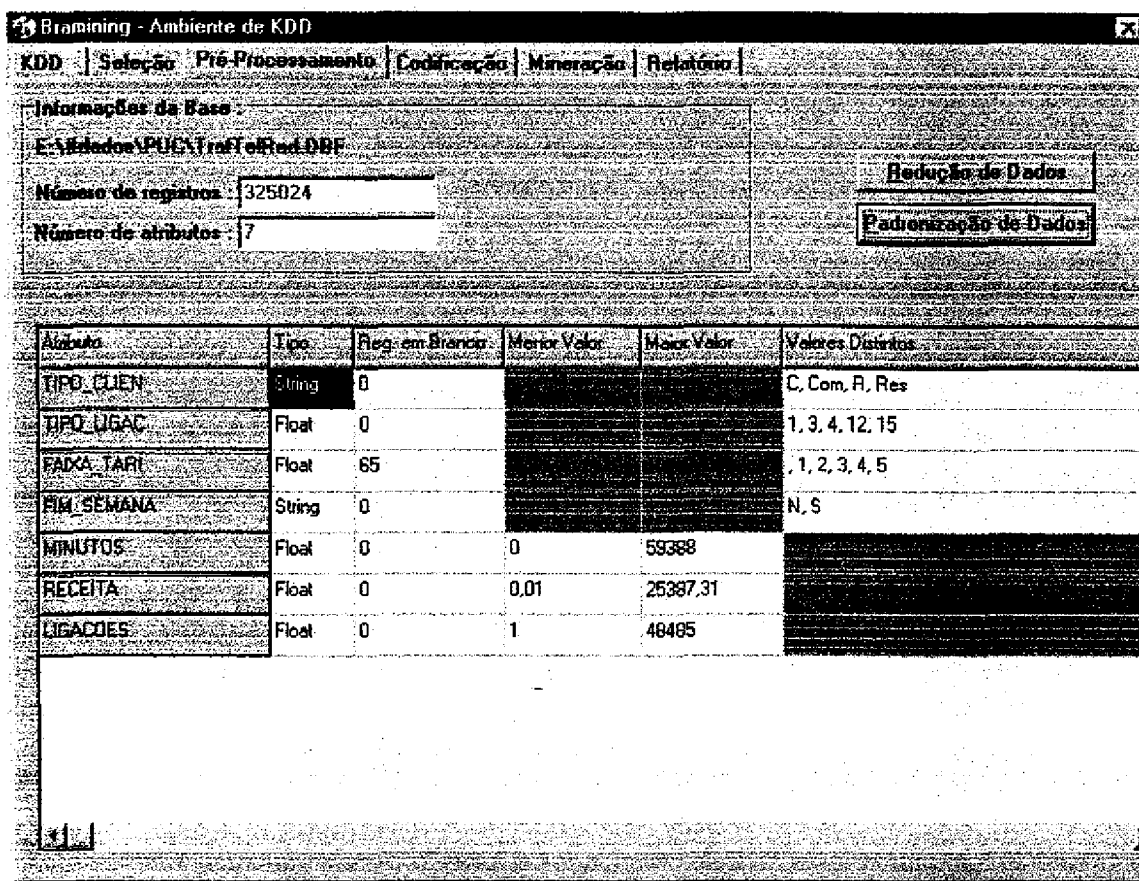 Bramining - Ambiente de KDD
KDD Seleção Pré-Processamento Codificação Mineração Relatório
Informações da Base :
E:\Bdados\PUC\TrafTelRed.DBF
Número de registros : 325024
Número de atributos : 7
Redução de Dados
Padronização de Dados
Atributo Tipo Reg. em Branco Menor Valor Maior Valor Valores Distintos
TIPO_CLIEN String 0 C, Com, R, Res
TIPO_LIGAC Float 0 1, 3, 4, 12, 15
FAIXA_TARI Float 65 , 1, 2, 3, 4, 5
FIM_SEMANA String 0 N, S
MINUTOS Float 0 0 59388
RECEITA Float 0 0,01 25387,31
LIGACOES Float 0 1 48485